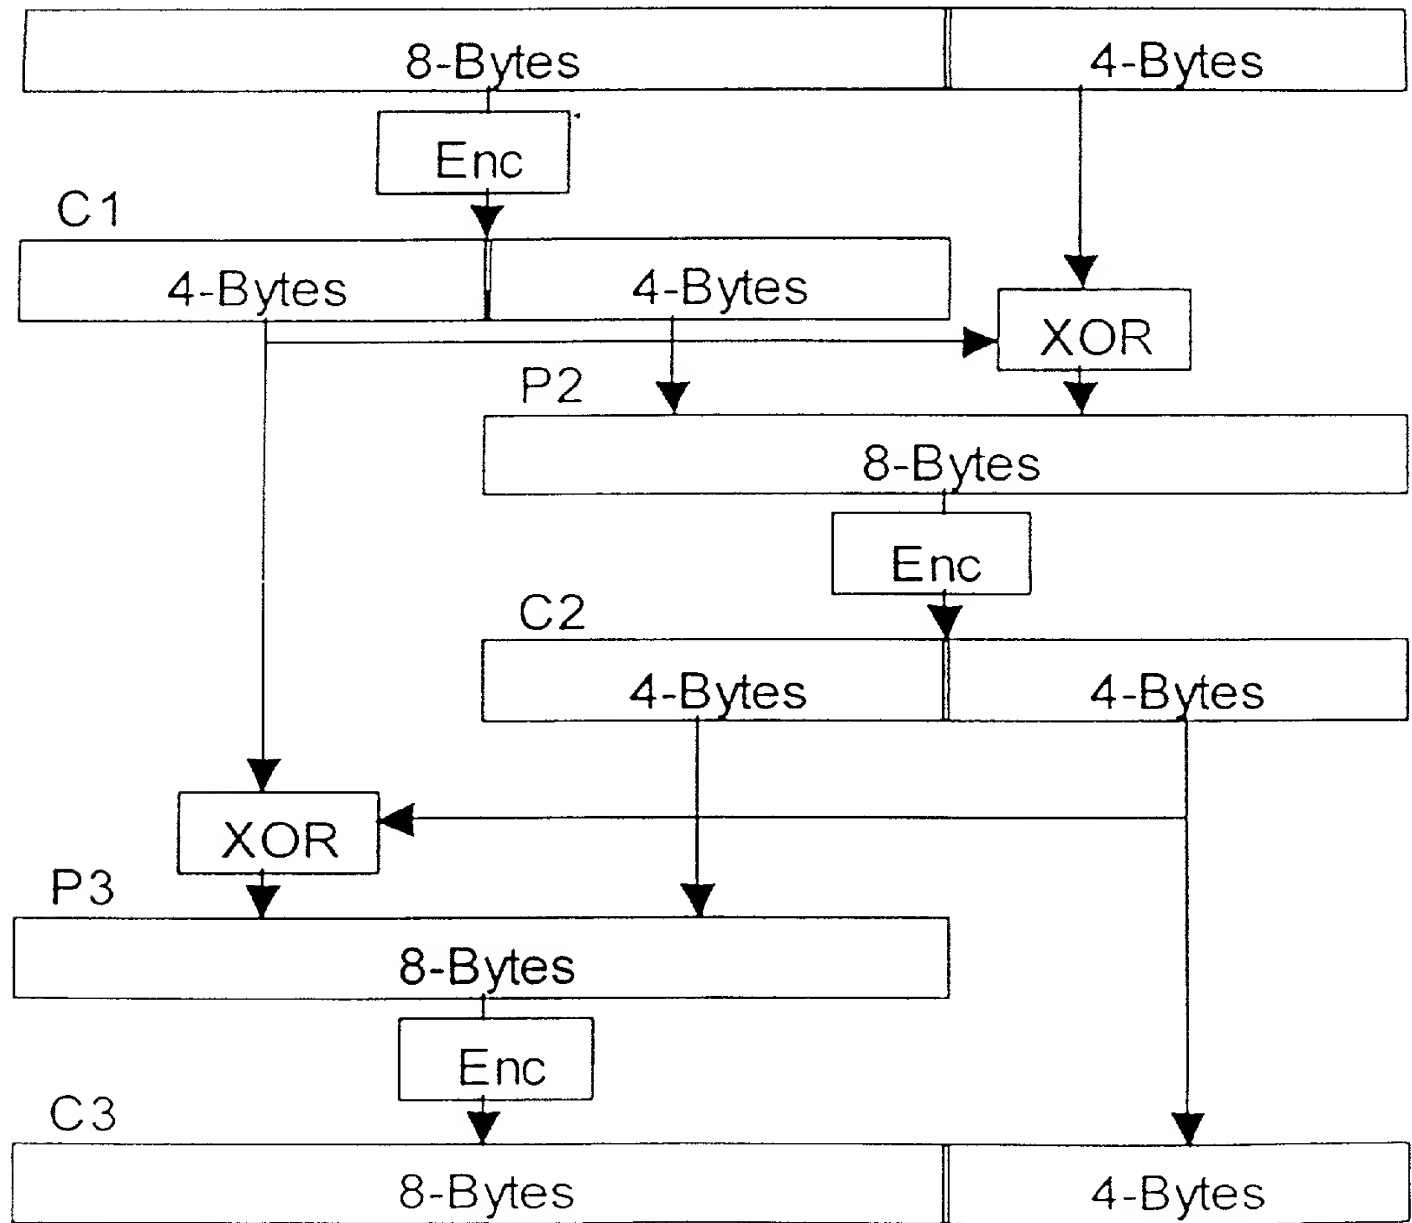 8-Bytes 4-Bytes
Enc
C1
4-Bytes 4-Bytes
XOR
P2
8-Bytes
Enc
C2
4-Bytes 4-Bytes
XOR
P3
8-Bytes
Enc
C3
8-Bytes 4-Bytes